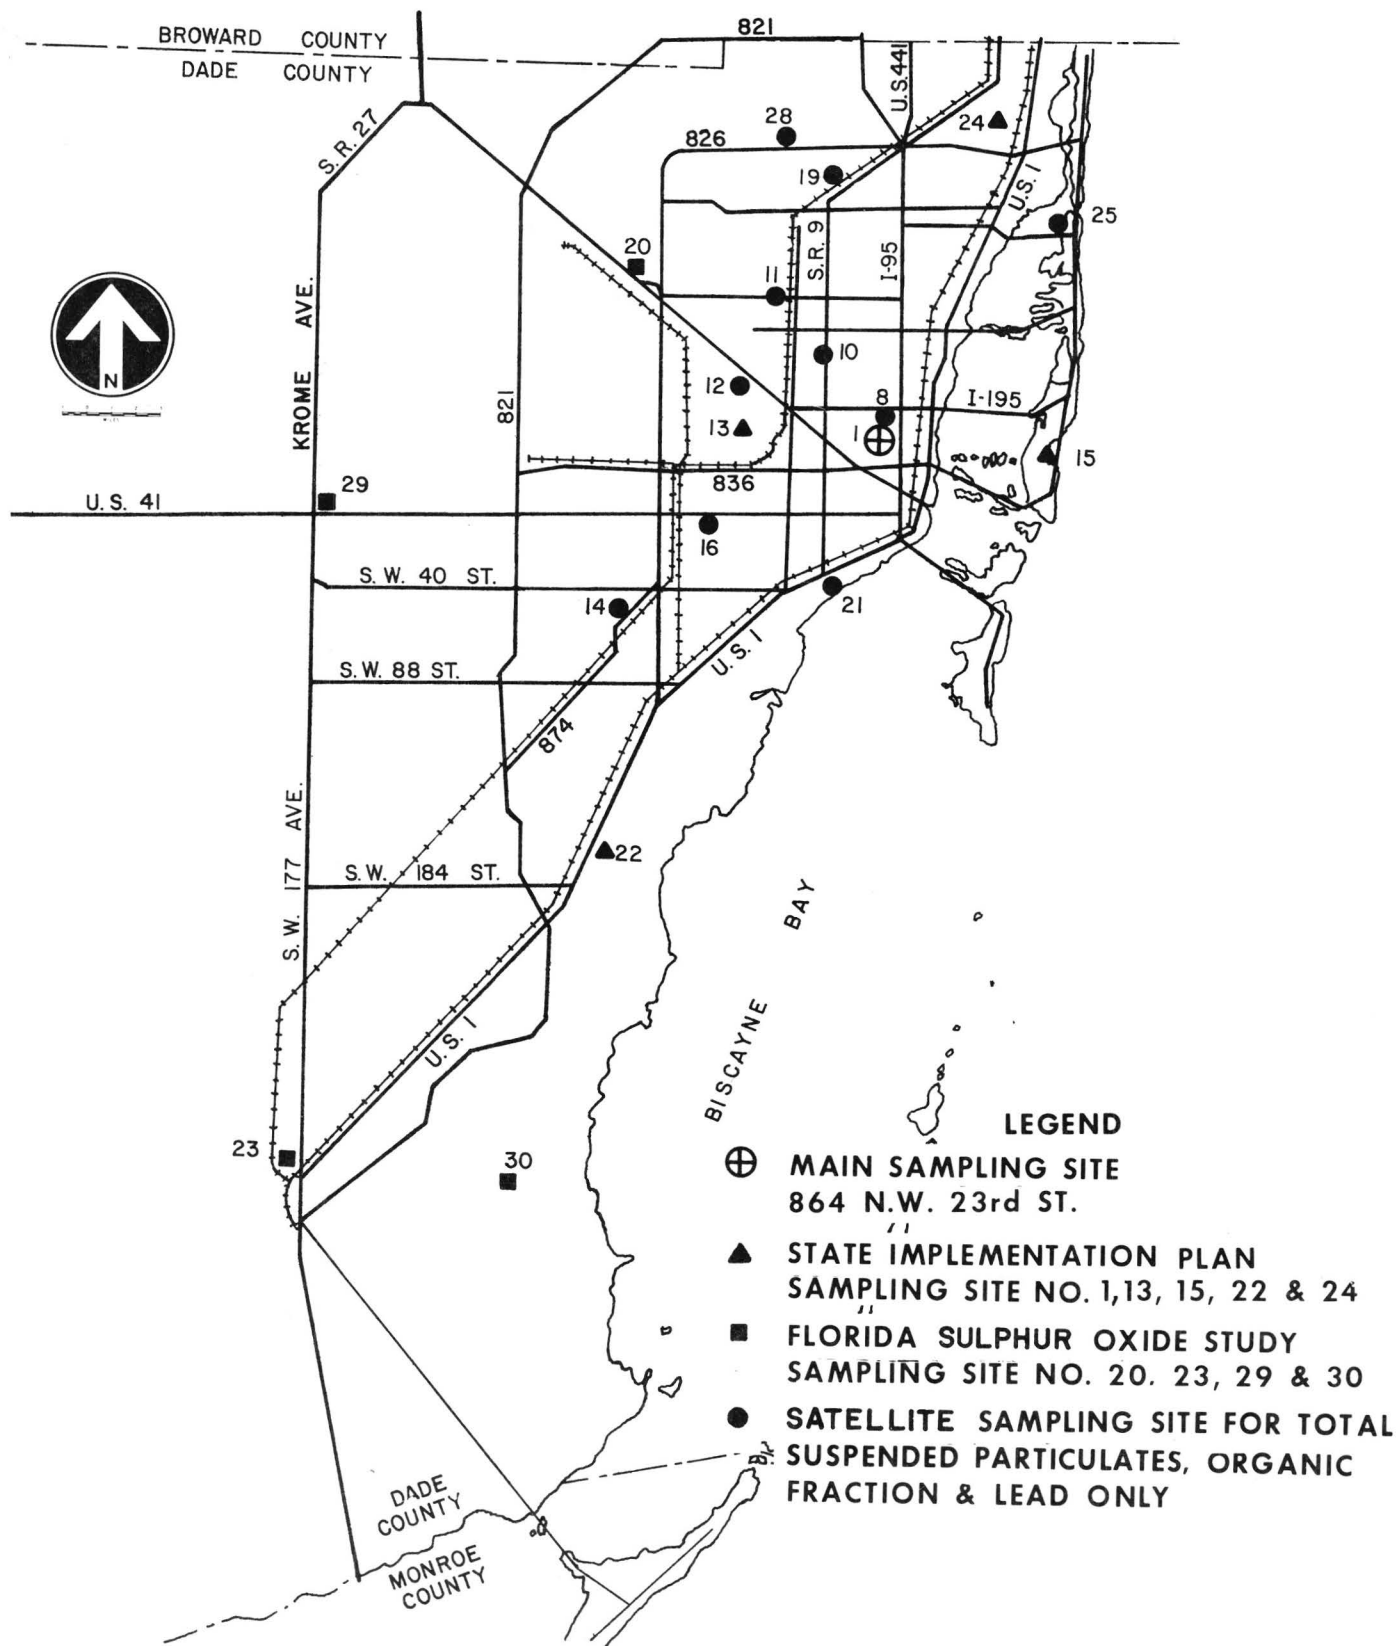 821
BROWARD COUNTY
DADE COUNTY
U.S.441
S.R. 27
28
24
826
19
U.S. 1
25
20
S.R. 9
I-95
11
KROME AVE.
N
10
12
821
8
I-195
13
1
15
836
29
U.S. 41
16
S.W. 40 ST.
14
21
U.S. 1
S.W. 88 ST.
874
S.W. 177 AVE.
22
S.W. 184 ST.
BISCAYNE BAY
U.S. 1
23
30
LEGEND
MAIN SAMPLING SITE
864 N.W. 23rd ST.
STATE IMPLEMENTATION PLAN
SAMPLING SITE NO. 1,13, 15, 22 & 24
FLORIDA SULPHUR OXIDE STUDY
SAMPLING SITE NO. 20. 23, 29 & 30
SATELLITE SAMPLING SITE FOR TOTAL
SUSPENDED PARTICULATES, ORGANIC
FRACTION & LEAD ONLY
DADE
COUNTY
MONROE
COUNTY